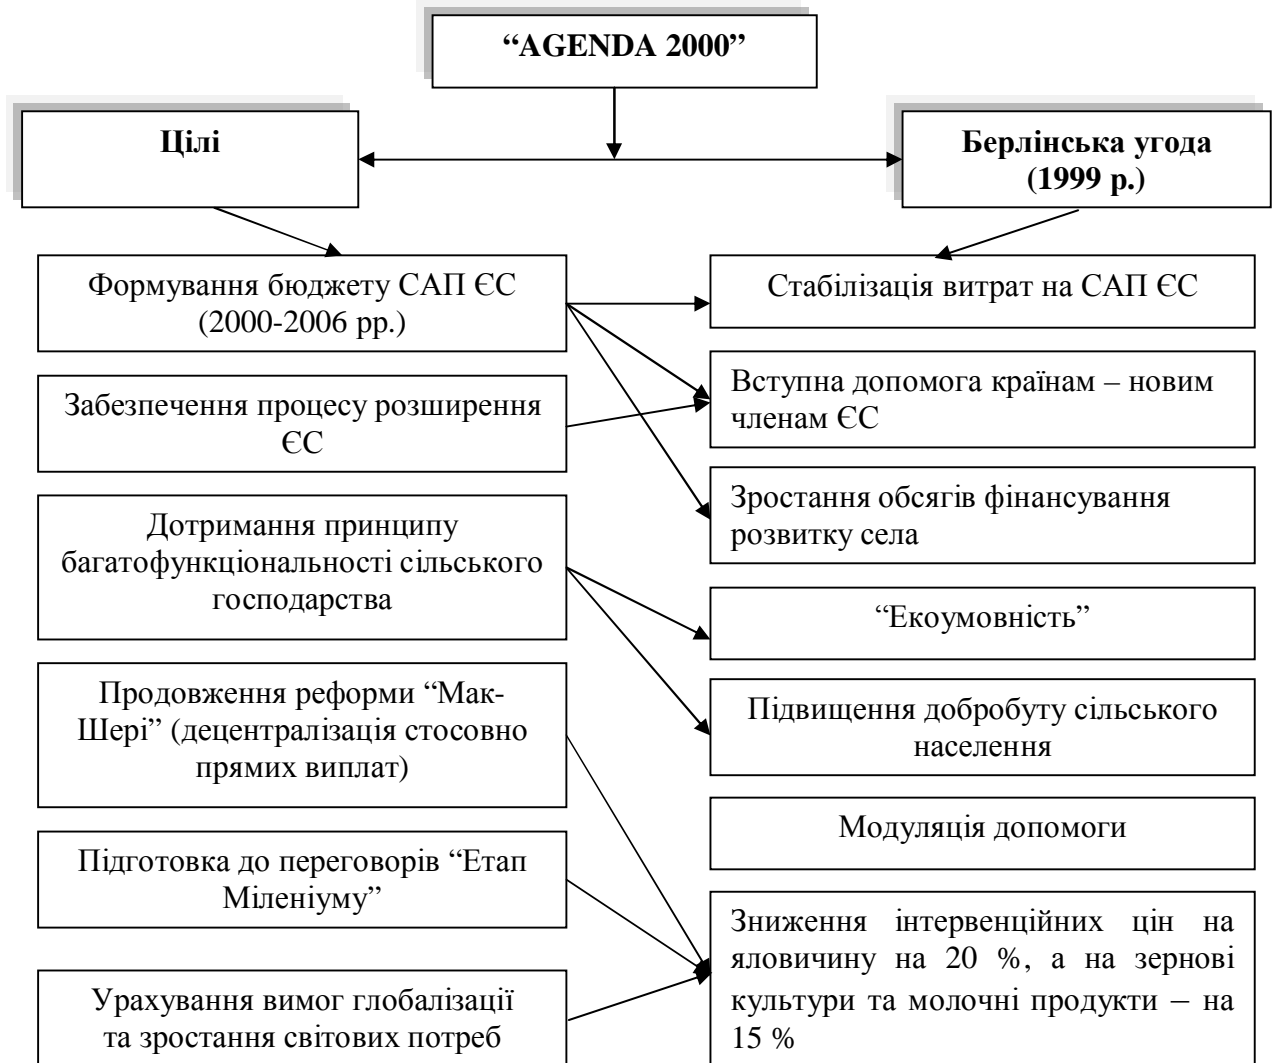 “AGENDA 2000”
Цілі
Берлінська угода
(1999 р.)
Формування бюджету САП ЄС
(2000-2006 рр.)
Забезпечення процесу розширення
ЄС
Дотримання принципу
багатофункціональності сільського
господарства
Продовження реформи “Мак-
Шері” (децентралізація стосовно
прямих виплат)
Підготовка до переговорів “Етап
Міленіуму”
Урахування вимог глобалізації
та зростання світових потреб
Стабілізація витрат на САП ЄС
Вступна допомога країнам – новим
членам ЄС
Зростання обсягів фінансування
розвитку села
“Екоумовність”
Підвищення добробуту сільського
населення
Модуляція допомоги
Зниження інтервенційних цін на
яловичину на 20 %, а на зернові
культури та молочні продукти – на
15 %